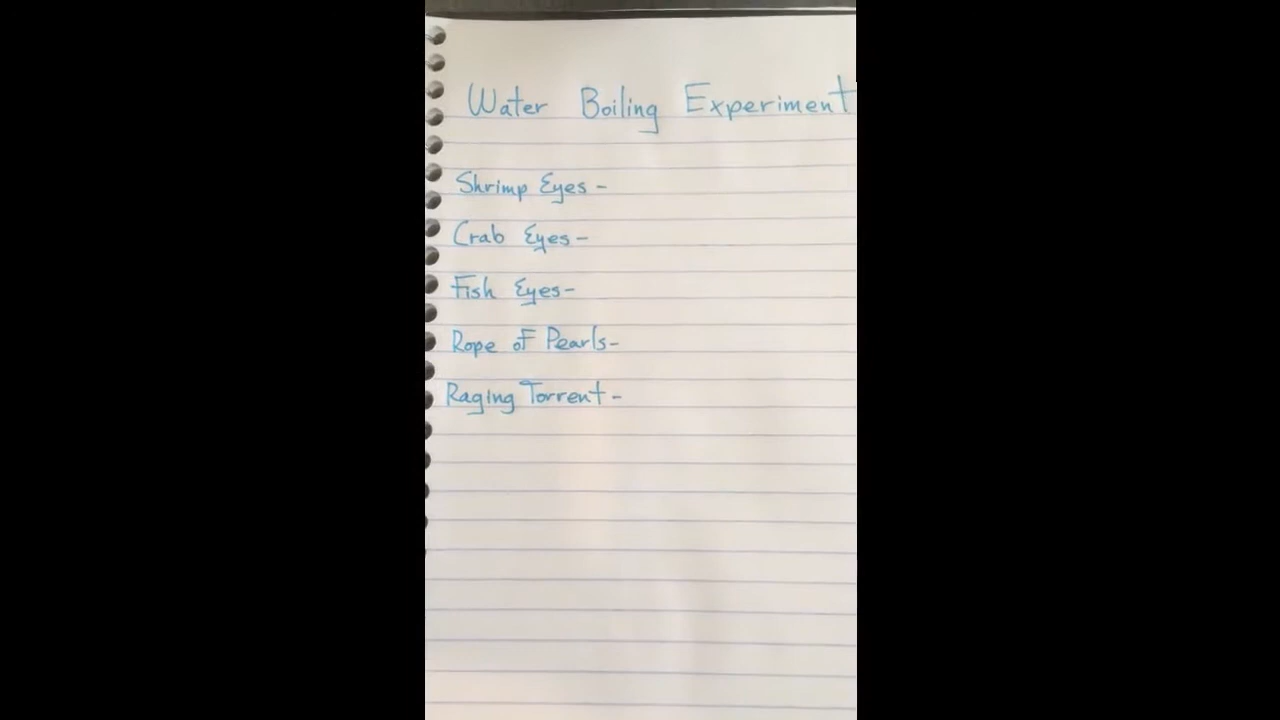 Water Boiling Experiment
Shrimp Eyes -
Crab Eyes -
Fish Eyes -
Rope of Pearls -
Raging Torrent -